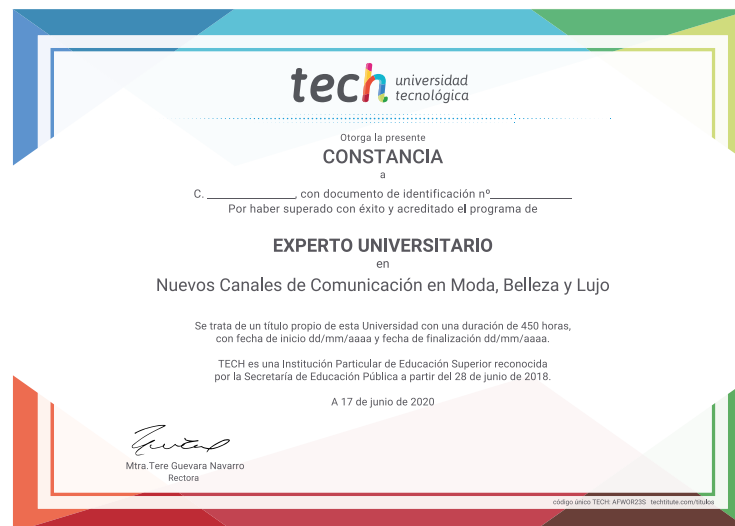 tech universidad
tecnológica
Otorga la presente
CONSTANCIA
a
C. ________________, con documento de identificación nº______________
Por haber superado con éxito y acreditado el programa de
EXPERTO UNIVERSITARIO
en
Nuevos Canales de Comunicación en Moda, Belleza y Lujo
Se trata de un título propio de esta Universidad con una duración de 450 horas,
con fecha de inicio dd/mm/aaaa y fecha de finalización dd/mm/aaaa.
TECH es una Institución Particular de Educación Superior reconocida
por la Secretaría de Educación Pública a partir del 28 de junio de 2018.
A 17 de junio de 2020
Mtra.Tere Guevara Navarro
Rectora
código único TECH: AFWOR23S techtitute.com/titulos